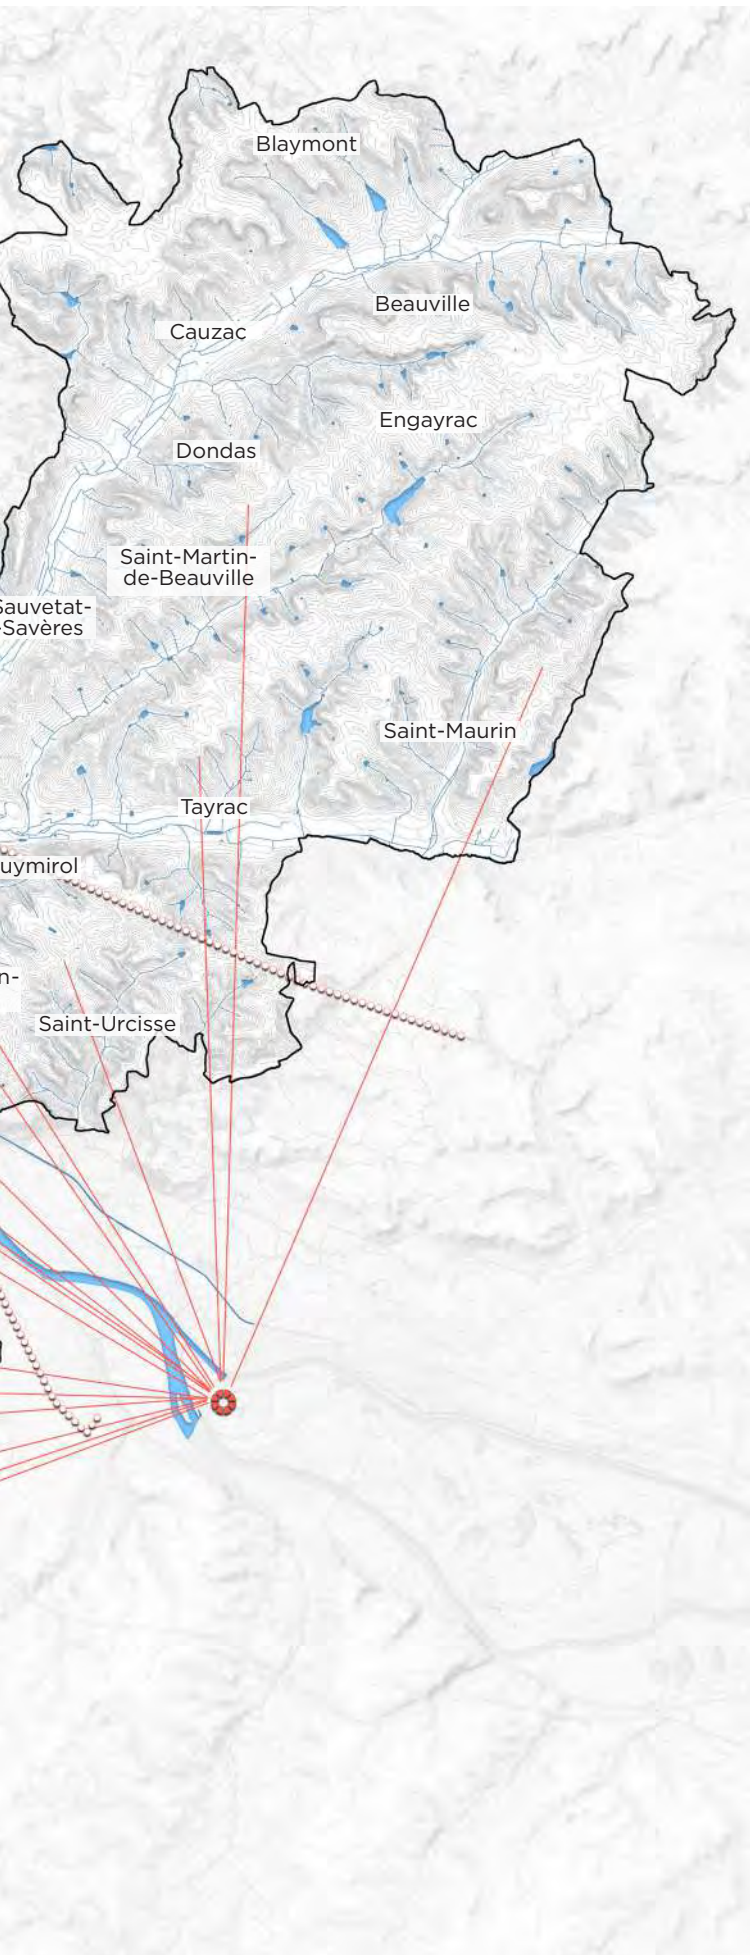 Blaymont
Beauville
Cauzac
Engayrac
Dondas
Saint-Martin-
de-Beauville
Sauvetat-
-Savères
Saint-Maurin
Tayrac
uymirol
n-
Saint-Urcisse